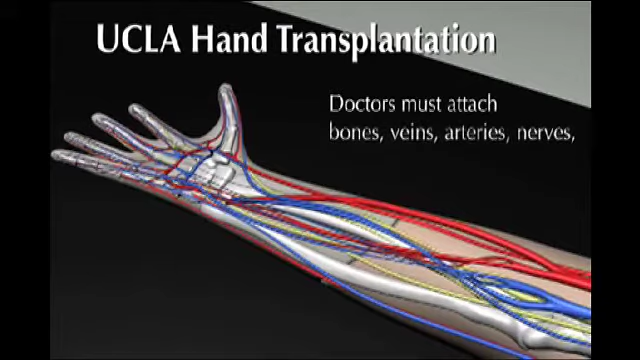 UCLA Hand Transplantation
Doctors must attach
bones, veins, arteries, nerves,